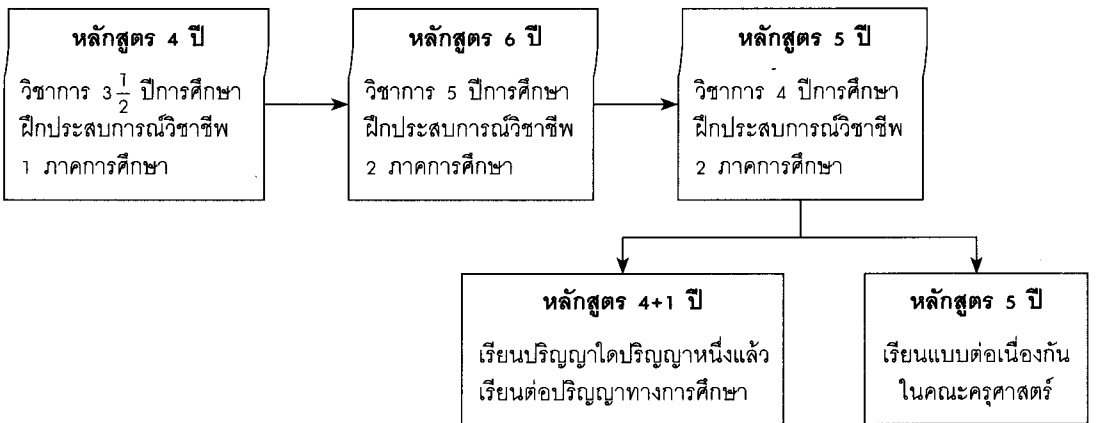 หลักสูตร 4 ปี
วิชาการ 3 1/2 ปีการศึกษา
ฝึกประสบการณ์วิชาชีพ
1 ภาคการศึกษา
หลักสูตร 6 ปี
วิชาการ 5 ปีการศึกษา
ฝึกประสบการณ์วิชาชีพ
2 ภาคการศึกษา
หลักสูตร 5 ปี
วิชาการ 4 ปีการศึกษา
ฝึกประสบการณ์วิชาชีพ
2 ภาคการศึกษา
หลักสูตร 4+1 ปี
เรียนปริญญาใดปริญญาหนึ่งแล้ว
เรียนต่อปริญญาทางการศึกษา
หลักสูตร 5 ปี
เรียนแบบต่อเนื่องกัน
ในคณะครุศาสตร์